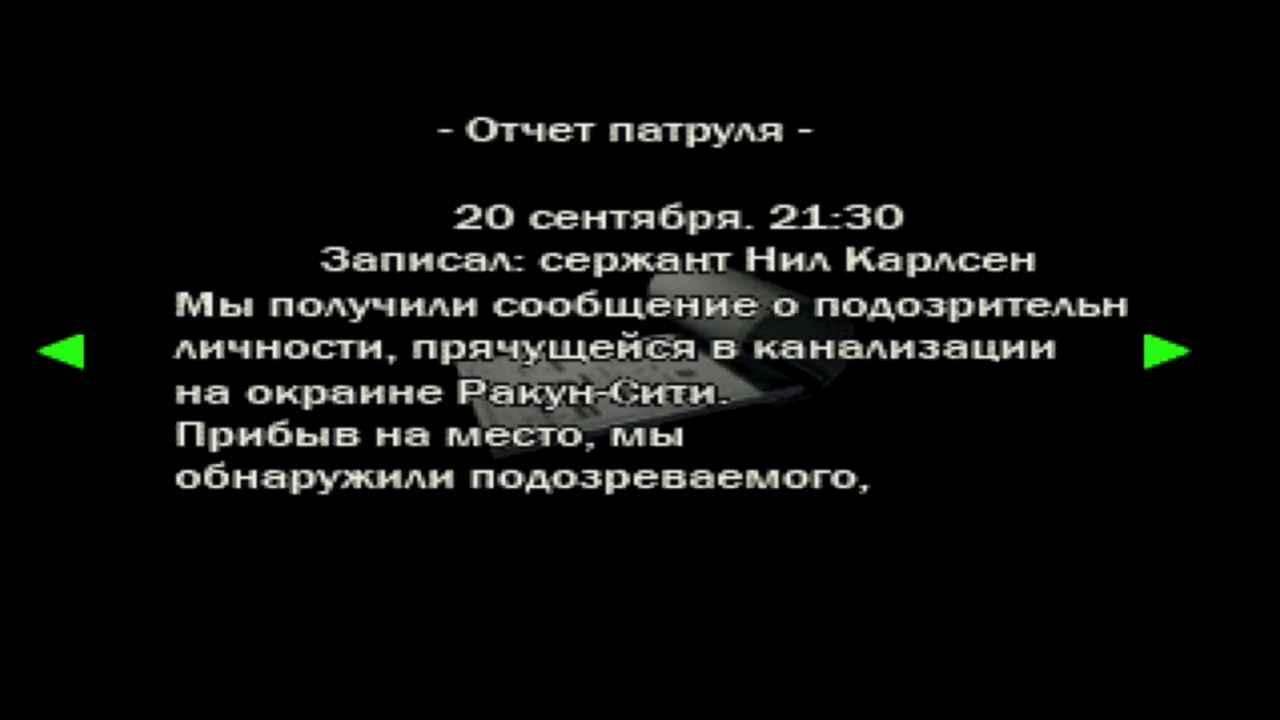 - Отчет патруля -
20 сентября. 21:30
Записал: сержант Нил Карлсен
Мы получили сообщение о подозрительн
личности, прячущейся в канализации
на окраине Ракун-Сити.
Прибыв на место, мы
обнаружили подозреваемого,